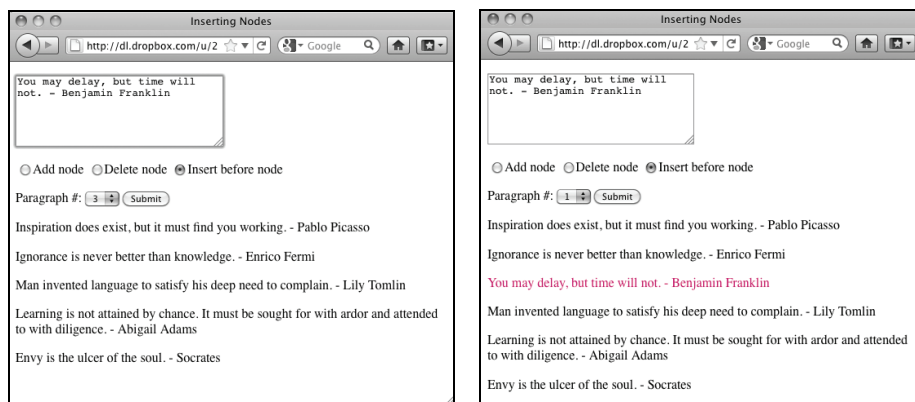 Inserting Nodes
http://dl.dropbox.com/u/2
Google
You may delay, but time will
not. - Benjamin Franklin
Add node Delete node Insert before node
Paragraph #: 3 Submit
Inspiration does exist, but it must find you working. - Pablo Picasso
Ignorance is never better than knowledge. - Enrico Fermi
Man invented language to satisfy his deep need to complain. - Lily Tomlin
Learning is not attained by chance. It must be sought for with ardor and attended
to with diligence. - Abigail Adams
Envy is the ulcer of the soul. - Socrates
Inserting Nodes
http://dl.dropbox.com/u/2
Google
You may delay, but time will
not. - Benjamin Franklin
Add node Delete node Insert before node
Paragraph #: 1 Submit
Inspiration does exist, but it must find you working. - Pablo Picasso
Ignorance is never better than knowledge. - Enrico Fermi
You may delay, but time will not. - Benjamin Franklin
Man invented language to satisfy his deep need to complain. - Lily Tomlin
Learning is not attained by chance. It must be sought for with ardor and attended
to with diligence. - Abigail Adams
Envy is the ulcer of the soul. - Socrates